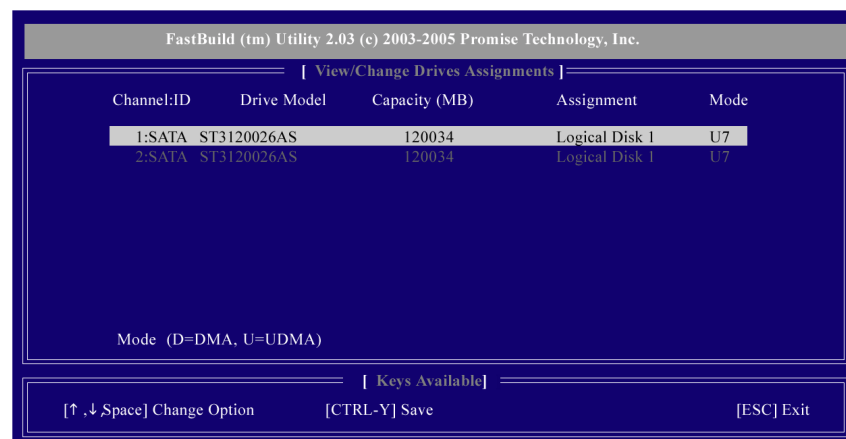 FastBuild (tm) Utility 2.03 (c) 2003-2005 Promise Technology, Inc.
[ View/Change Drives Assignments ]
Channel:ID Drive Model Capacity (MB) Assignment Mode
1:SATA ST3120026AS 120034 Logical Disk 1 U7
2:SATA ST3120026AS 120034 Logical Disk 1 U7
Mode (D=DMA, U=UDMA)
[ Keys Available]
[↑ ,↓ ,Space] Change Option [CTRL-Y] Save [ESC] Exit